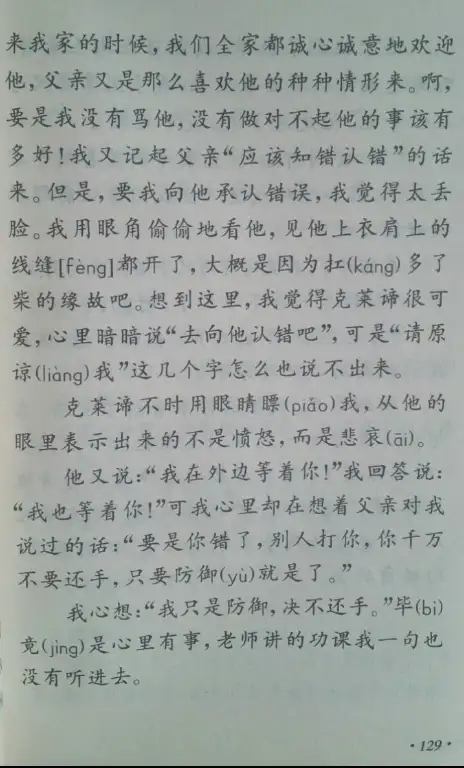 来我家的时候,我们全家都诚心诚意地欢迎
他,父亲又是那么喜欢他的种种情形来。啊,
要是我没有骂他,没有做对不起他的事该有
多好!我又记起父亲“应该知错认错”的话
来。但是,要我向他承认错误,我觉得太丢
脸。我用眼角偷偷地看他,见他上衣肩上的
线缝[fèng]都开了,大概是因为扛(káng)多了
柴的缘故吧。想到这里,我觉得克莱谛很可
爱,心里暗暗说“去向他认错吧”,可是“请原
谅(liàng)我”这几个字怎么也说不出来。
克莱谛不时用眼睛瞟(piǎo)我,从他的
眼里表示出来的不是愤怒,而是悲哀(āi)。
他又说:“我在外边等着你!”我回答说:
“我也等着你!”可我心里却在想着父亲对我
说过的话:“要是你错了,别人打你,你千万
不要还手,只要防御(yù)就是了。”
我心想:“我只是防御,决不还手。”毕(bì)
竟(jìng)是心里有事,老师讲的功课我一句也
没有听进去。
·129·